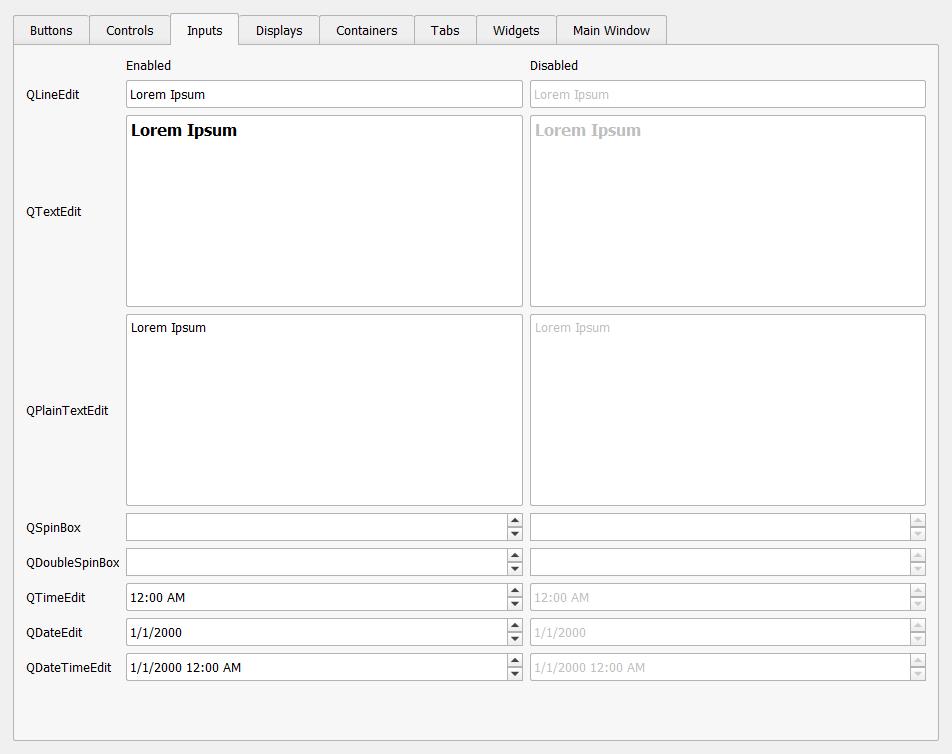 Buttons Controls Inputs Displays Containers Tabs Widgets Main Window
Enabled Disabled
QLineEdit Lorem Ipsum Lorem Ipsum
Lorem Ipsum Lorem Ipsum
QTextEdit
Lorem Ipsum Lorem Ipsum
QPlainTextEdit
QSpinBox
QDoubleSpinBox
QTimeEdit 12:00 AM 12:00 AM
QDateEdit 1/1/2000 1/1/2000
QDateTimeEdit 1/1/2000 12:00 AM 1/1/2000 12:00 AM